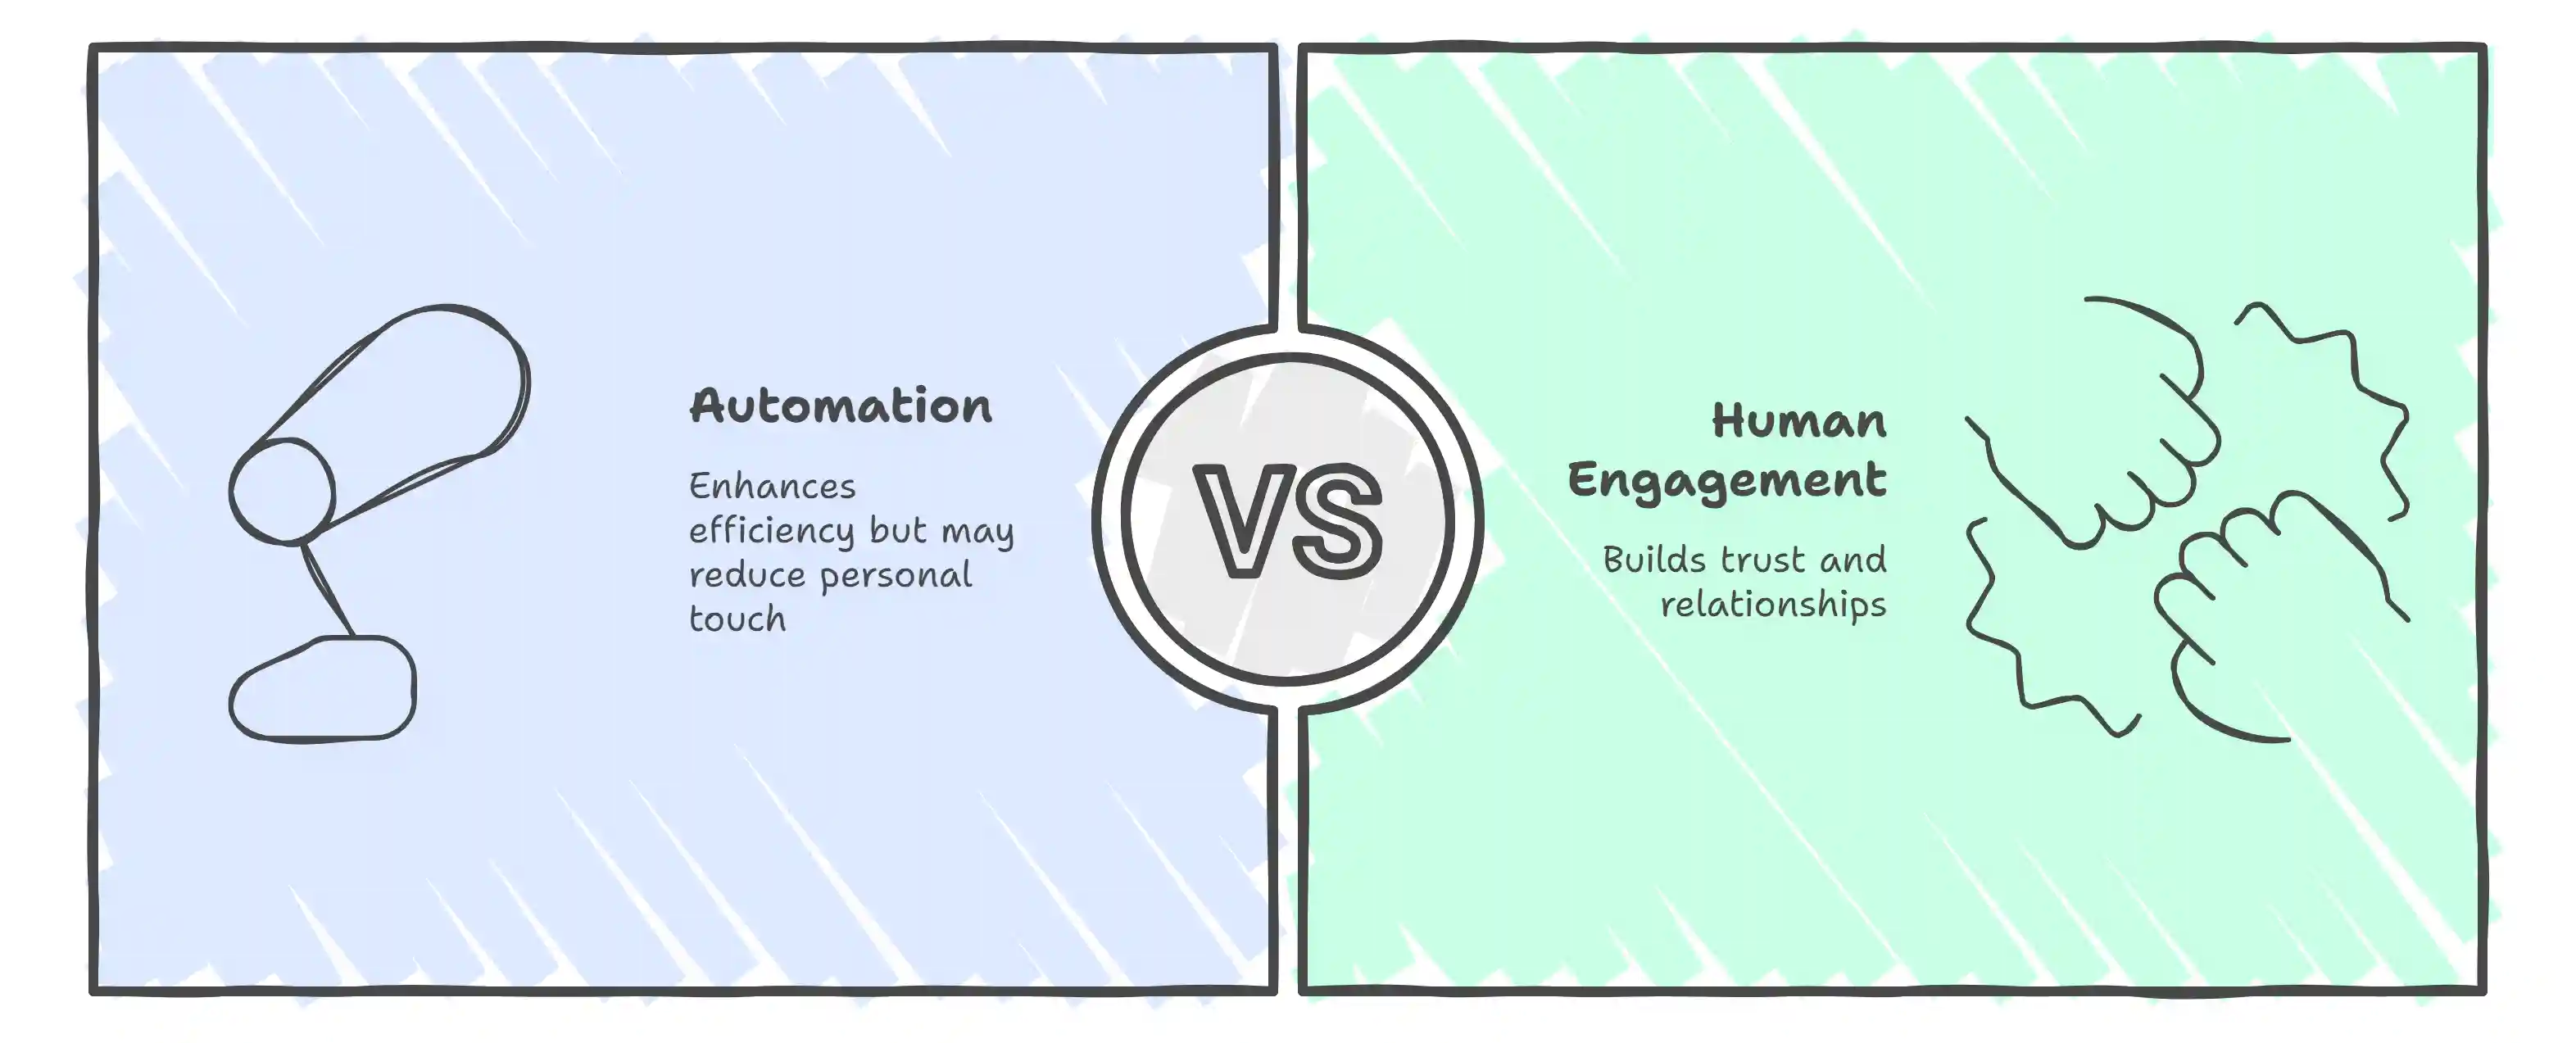 Automation
Enhances
efficiency but may
reduce personal
touch
VS
Human
Engagement
Builds trust and
relationships